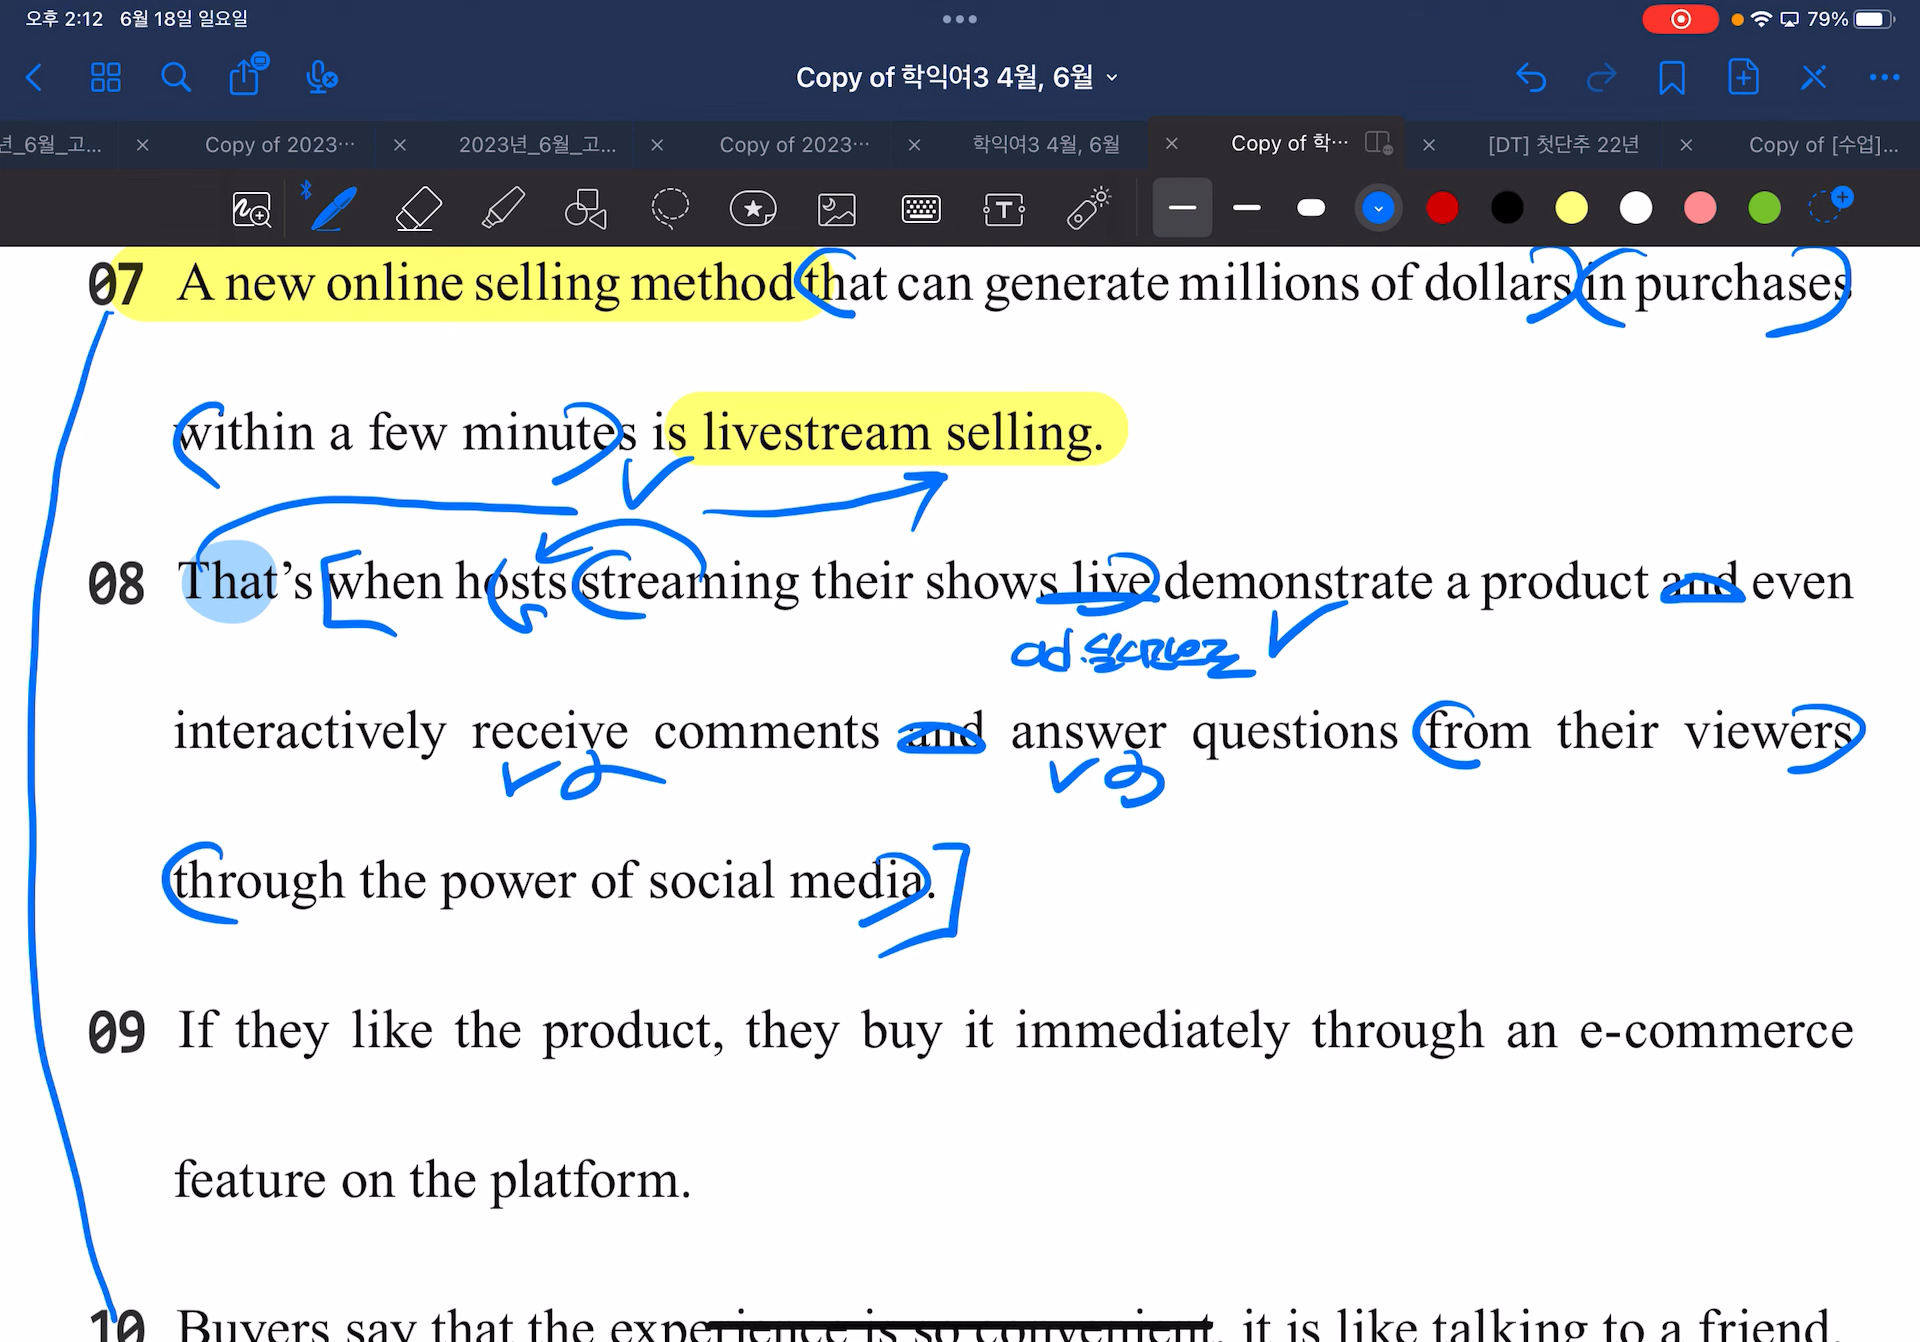 오후 2:12 6월 18일 일요일
79%
Copy of 학익여3 4월, 6월
년_6월_고...
Copy of 2023...
2023년_6월_고...
Copy of 2023...
학익여3 4월, 6월
Copy of 학...
[DT] 첫단추 22년
Copy of [수업]...
07 A new online selling method that can generate millions of dollars in purchases
within a few minutes is livestream selling.
08 That's when hosts streaming their shows live demonstrate a product and even
ad.실시간으로
interactively receive comments and answer questions from their viewers
through the power of social media.
09 If they like the product, they buy it immediately through an e-commerce
feature on the platform.
10 Buyers say that the experience is so convenient, it is like talking to a friend.